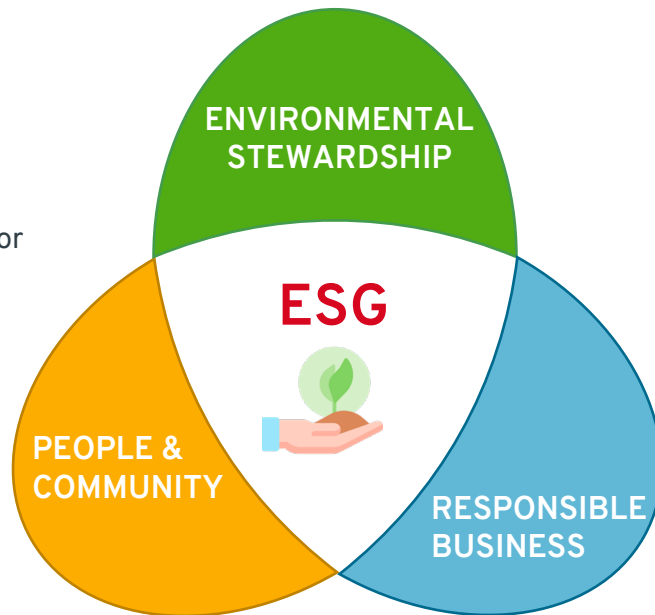 ENVIRONMENTAL
STEWARDSHIP
or
ESG
PEOPLE &
COMMUNITY
RESPONSIBLE
BUSINESS